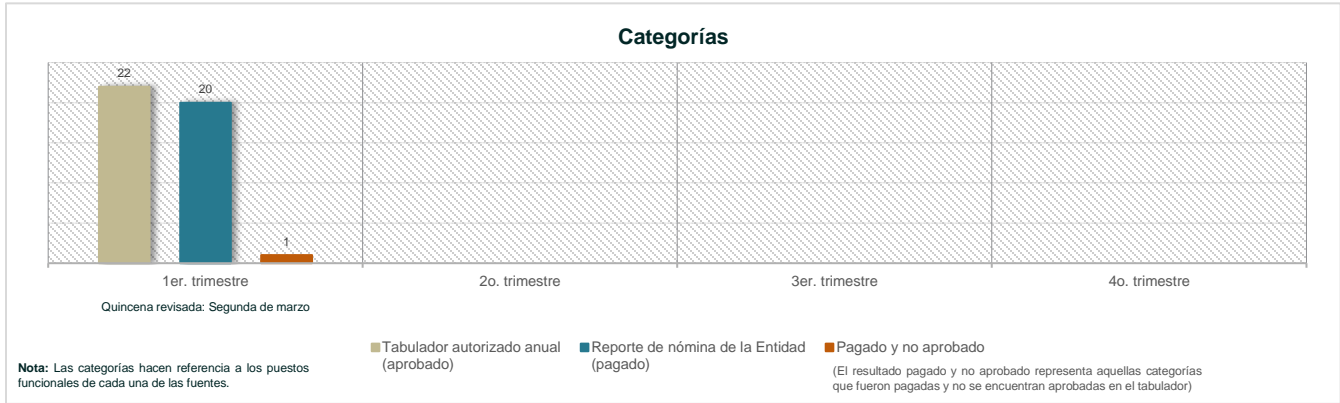 Categorías
22
20
1
1er. trimestre
2o. trimestre
3er. trimestre
4o. trimestre
Quincena revisada: Segunda de marzo
Tabulador autorizado anual
(aprobado)
Reporte de nómina de la Entidad
(pagado)
Pagado y no aprobado
(El resultado pagado y no aprobado representa aquellas categorías
que fueron pagadas y no se encuentran aprobadas en el tabulador)
Nota: Las categorías hacen referencia a los puestos
funcionales de cada una de las fuentes.